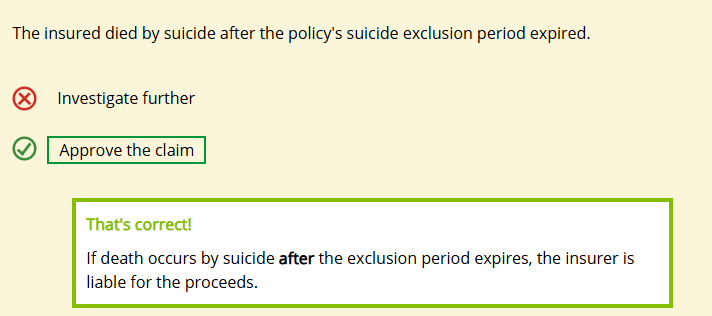 The insured died by suicide after the policy's suicide exclusion period expired.
Investigate further
Approve the claim
That's correct!
If death occurs by suicide after the exclusion period expires, the insurer is
liable for the proceeds.